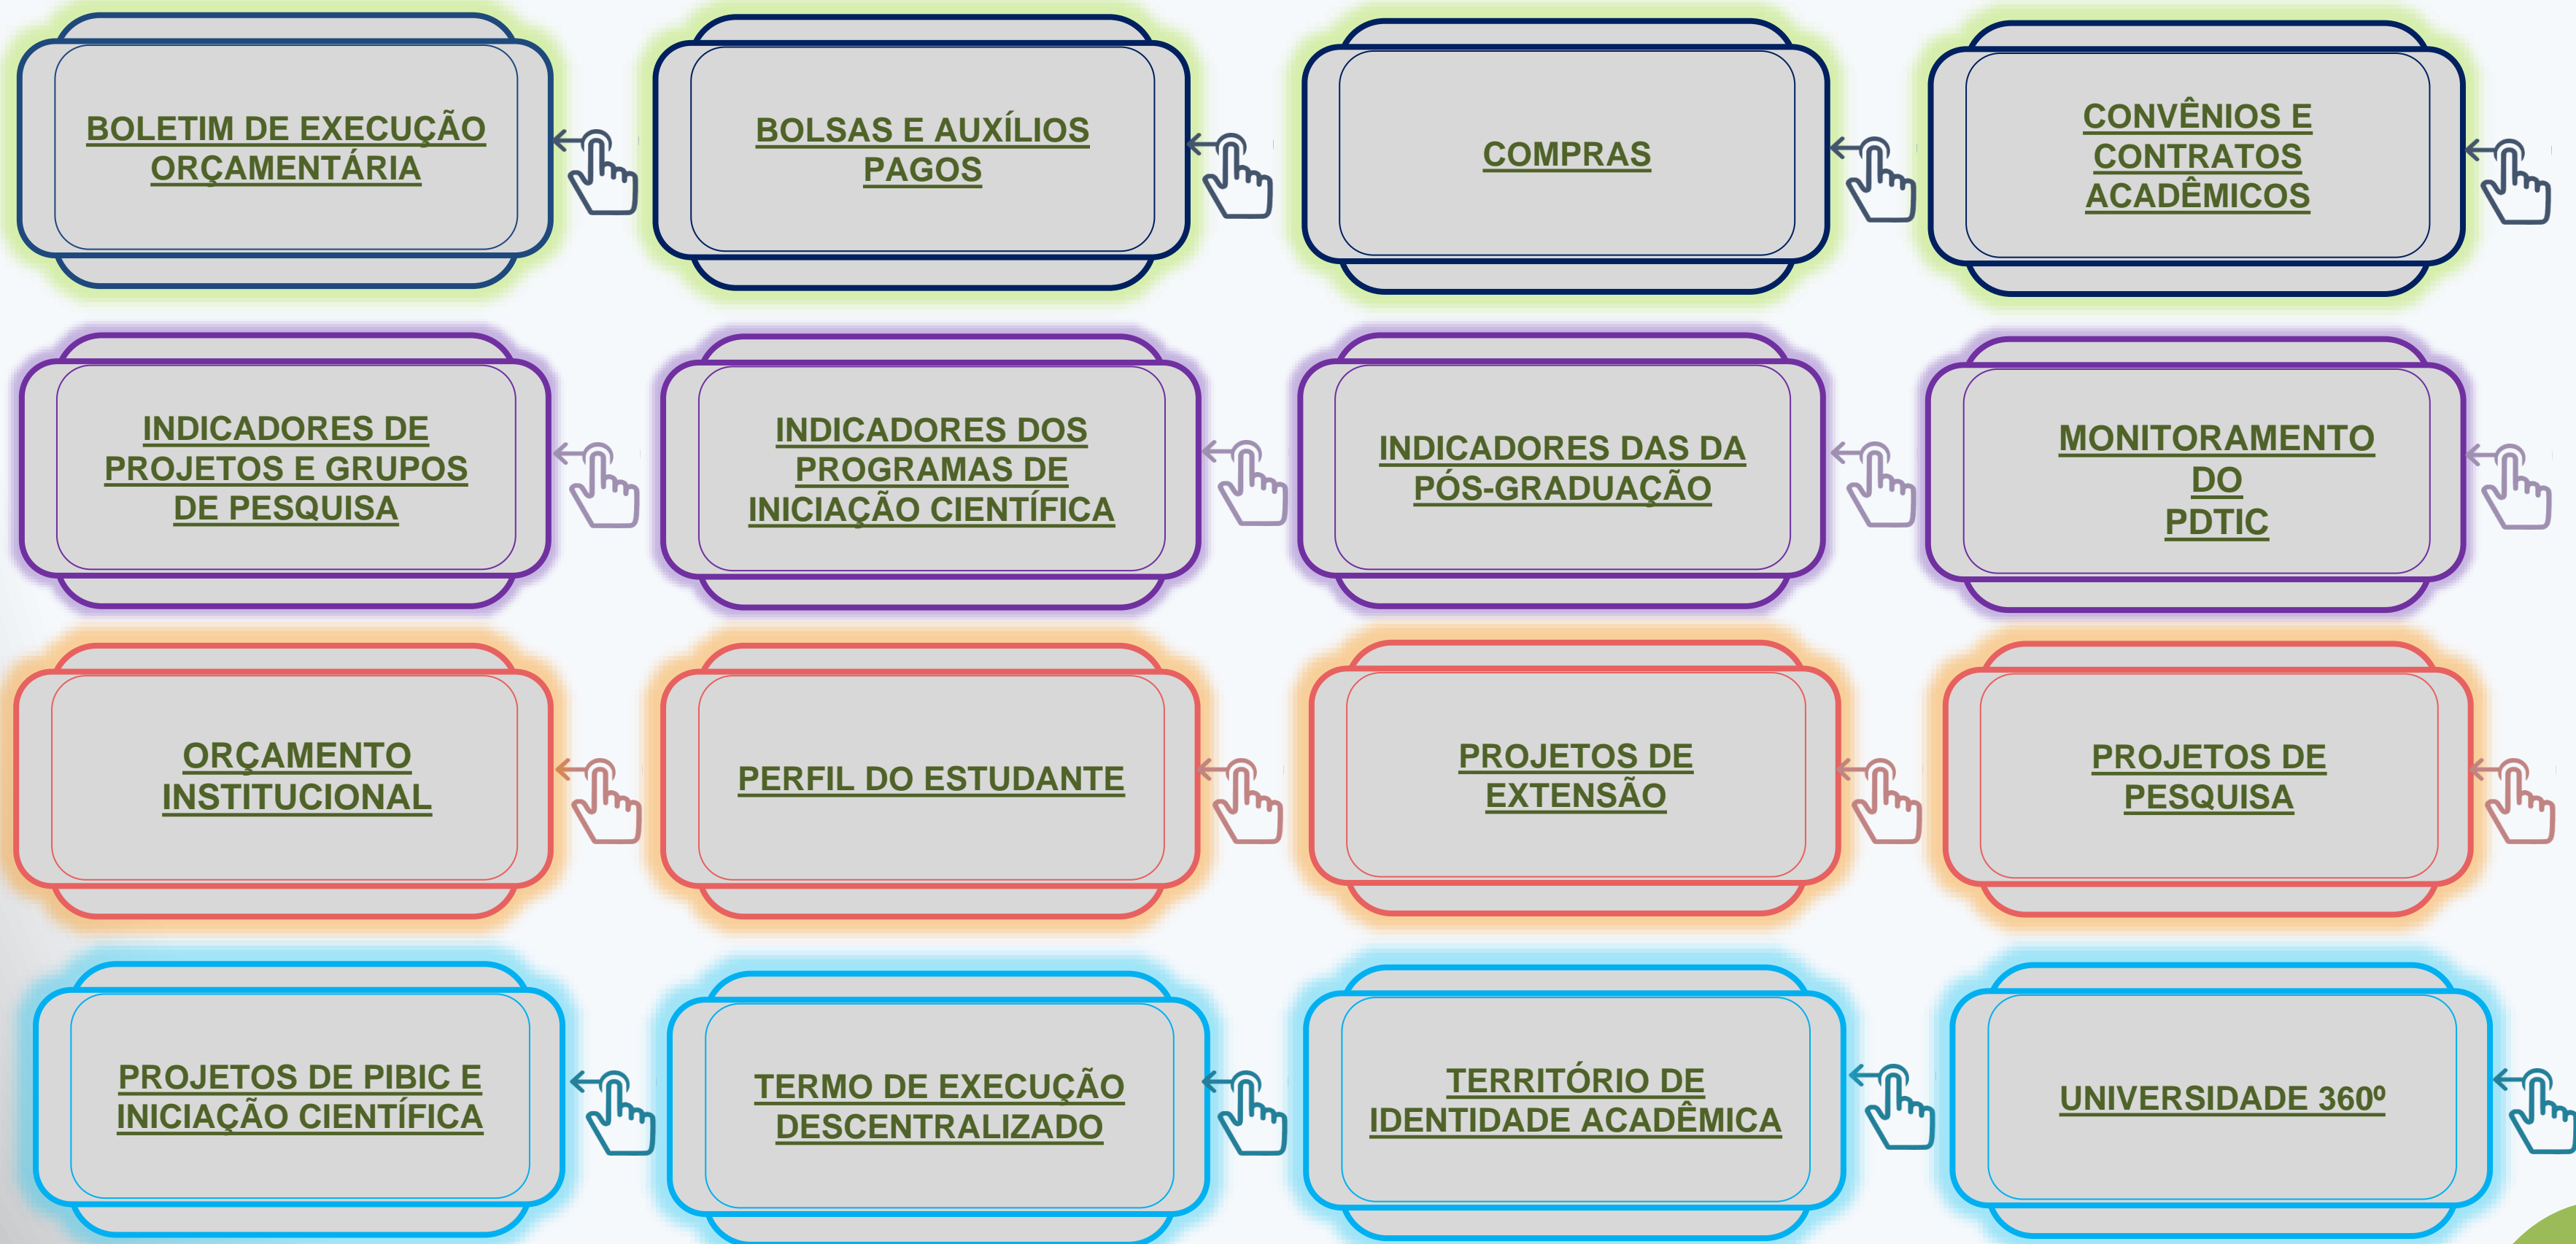 BOLETIM DE EXECUÇÃO
ORÇAMENTÁRIA
BOLSAS E AUXÍLIOS
PAGOS
COMPRAS
CONVÊNIOS E
CONTRATOS
ACADÊMICOS
INDICADORES DE
PROJETOS E GRUPOS
DE PESQUISA
INDICADORES DOS
PROGRAMAS DE
INICIAÇÃO CIENTÍFICA
INDICADORES DAS DA
PÓS-GRADUAÇÃO
MONITORAMENTO
DO
PDTIC
ORÇAMENTO
INSTITUCIONAL
PERFIL DO ESTUDANTE
PROJETOS DE
EXTENSÃO
PROJETOS DE
PESQUISA
PROJETOS DE PIBIC E
INICIAÇÃO CIENTÍFICA
TERMO DE EXECUÇÃO
DESCENTRALIZADO
TERRITÓRIO DE
IDENTIDADE ACADÊMICA
UNIVERSIDADE 360º